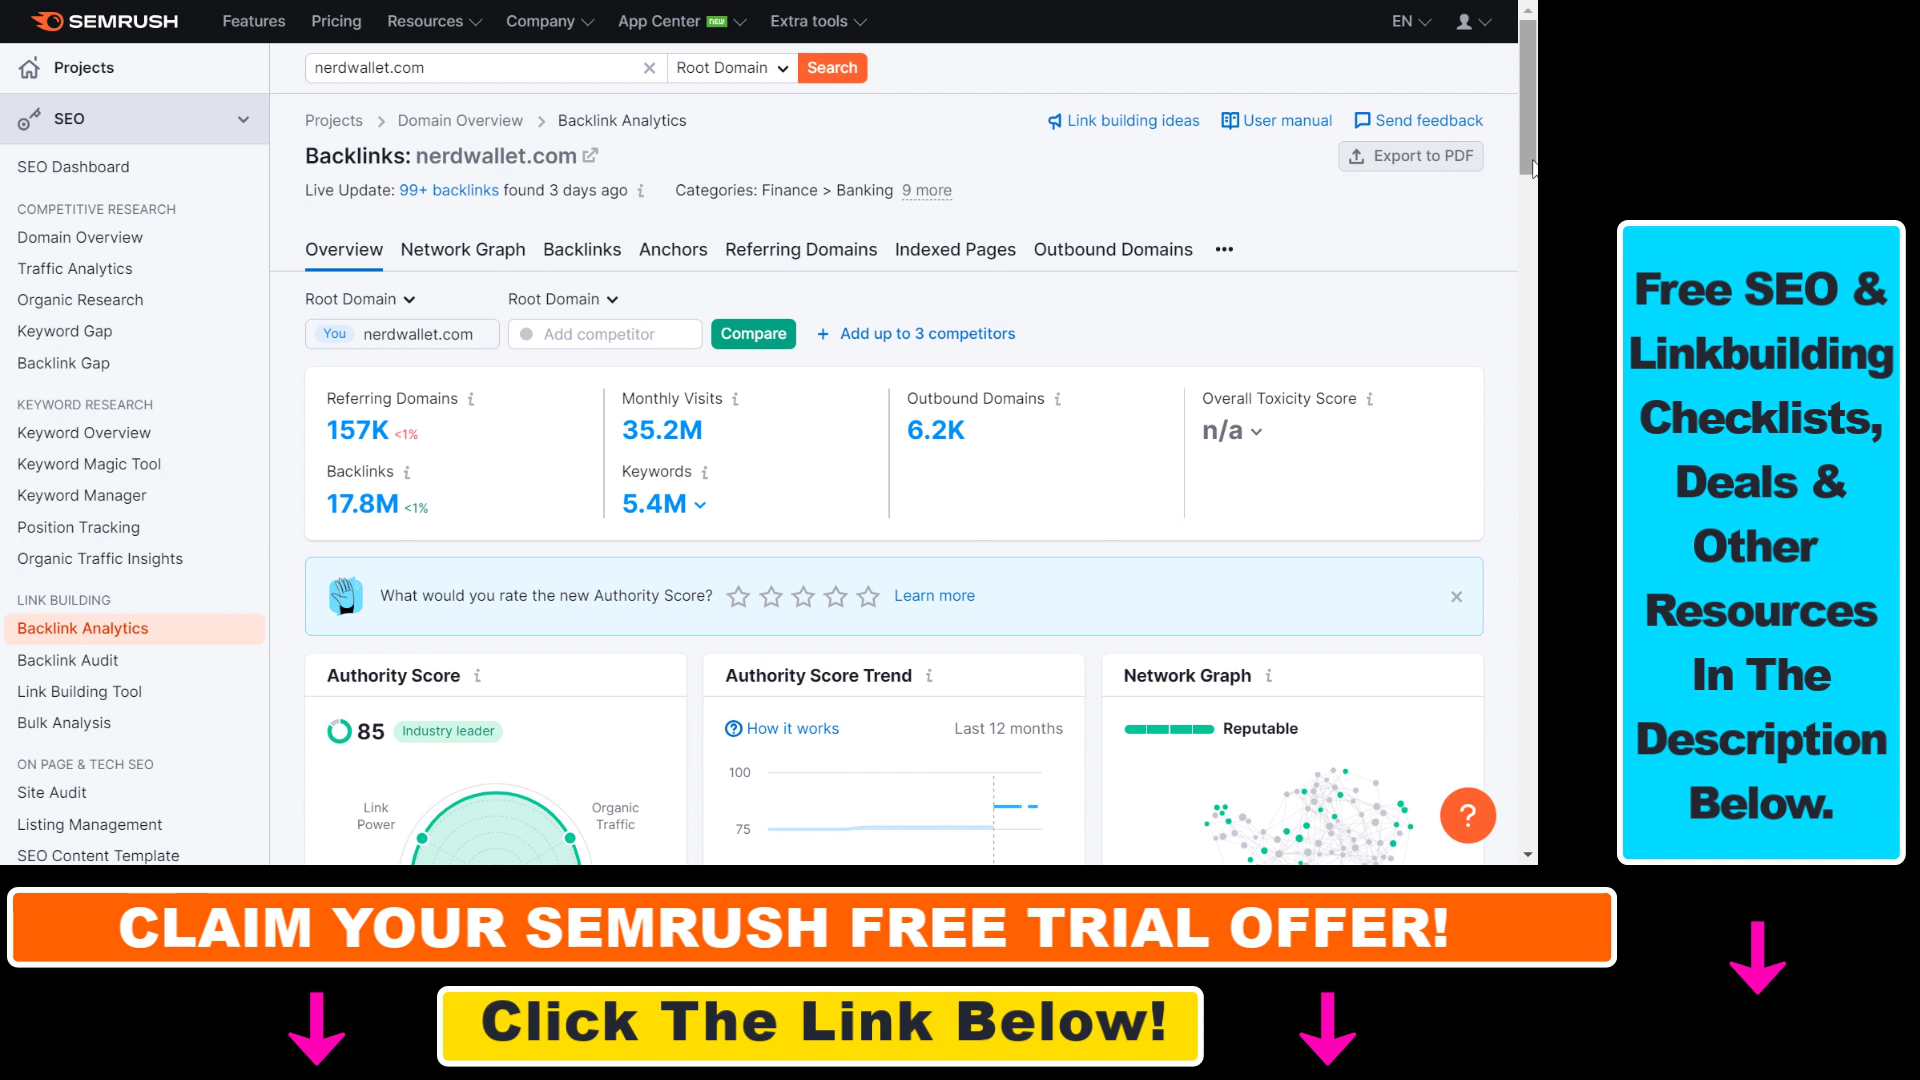 SEMRUSH
Features
Pricing
Resources
Company
App Center NEW
Extra tools
EN
Projects
SEO
SEO Dashboard
COMPETITIVE RESEARCH
Domain Overview
Traffic Analytics
Organic Research
Keyword Gap
Backlink Gap
KEYWORD RESEARCH
Keyword Overview
Keyword Magic Tool
Keyword Manager
Position Tracking
Organic Traffic Insights
LINK BUILDING
Backlink Analytics
Backlink Audit
Link Building Tool
Bulk Analysis
ON PAGE & TECH SEO
Site Audit
Listing Management
SEO Content Template
nerdwallet.com
Root Domain
Search
Projects > Domain Overview > Backlink Analytics
Link building ideas
User manual
Send feedback
Backlinks: nerdwallet.com
Export to PDF
Live Update: 99+ backlinks found 3 days ago
Categories: Finance > Banking 9 more
Overview
Network Graph
Backlinks
Anchors
Referring Domains
Indexed Pages
Outbound Domains
Root Domain
Root Domain
You nerdwallet.com
Add competitor
Compare
+ Add up to 3 competitors
Referring Domains
157K <1%
Backlinks
17.8M <1%
Monthly Visits
35.2M
Keywords
5.4M
Outbound Domains
6.2K
Overall Toxicity Score
n/a
What would you rate the new Authority Score?
Learn more
Authority Score
85 Industry leader
Link
Power
Organic
Traffic
Authority Score Trend
How it works
Last 12 months
100
75
Network Graph
Reputable
?
Free SEO &
Linkbuilding
Checklists,
Deals &
Other
Resources
In The
Description
Below.
CLAIM YOUR SEMRUSH FREE TRIAL OFFER!
Click The Link Below!